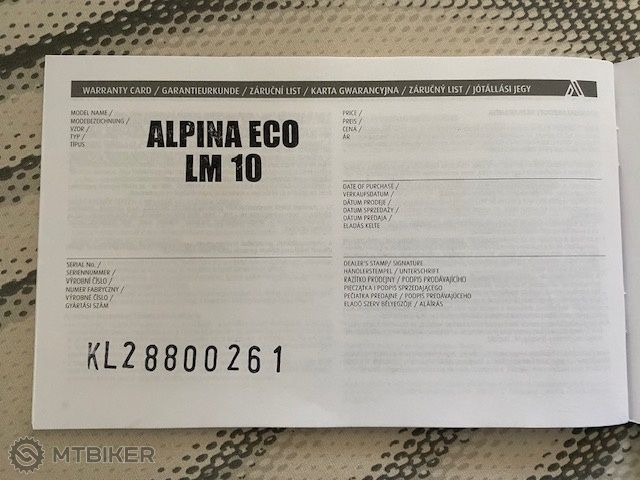 WARRANTY CARD / GARANTIEURKUNDE / ZÁRUČNÍ LIST / KARTA GWARANCYJNA / ZÁRUČNÝ LIST / JÓTÁLLÁSI JEGY
MODEL NAME /
MODEBEZEICHNUNG /
VZOR /
TYP /
TÍPUS
ALPINA ECO
LM 10
SERIAL No. /
SERIENNUMMER /
VÝROBNÍ ČÍSLO /
NUMER FABRYCZNY /
VÝROBNÉ ČÍSLO /
GYÁRTÁSI SZÁM
KL28800261
PRICE /
PREIS /
CENA /
ÁR
DATE OF PURCHASE /
VERKAUFSDATUM /
DÁTUM PRODEJE /
DATUM SPRZEDAŻY /
DÁTUM PREDAJA /
ELADÁS KELTE
DEALER'S STAMP/ SIGNATURE
HÄNDLERSTEMPEL / UNTERSCHRIFT
RAZÍTKO PRODEJNY / PODPIS PRODÁVAJÍCÍHO
PIECZĄTKA I PODPIS SPRZEDAJĄCEGO
PEČIATKA PREDAJNE / PODPIS PREDÁVAJÚCEHO
ELADÓ SZERV BÉLYEGZŐJE / ALÁÍRÁS
MTBIKER